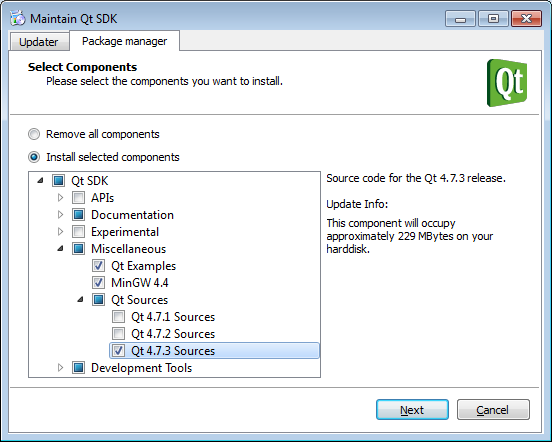 Maintain Qt SDK
Updater
Package manager
Select Components
Please select the components you want to install.
Qt
Remove all components
Install selected components
Qt SDK
APIs
Documentation
Experimental
Miscellaneous
Qt Examples
MinGW 4.4
Qt Sources
Qt 4.7.1 Sources
Qt 4.7.2 Sources
Qt 4.7.3 Sources
Development Tools
Source code for the Qt 4.7.3 release.
Update Info:
This component will occupy
approximately 229 MBytes on your
harddisk.
Next
Cancel